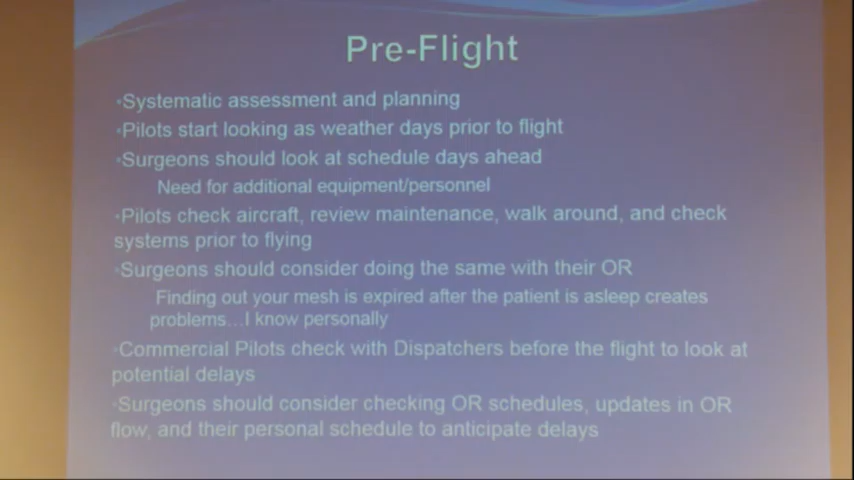 Pre-Flight
•Systematic assessment and planning
•Pilots start looking as weather days prior to flight
•Surgeons should look at schedule days ahead
Need for additional equipment/personnel
•Pilots check aircraft, review maintenance, walk around, and check
systems prior to flying
•Surgeons should consider doing the same with their OR
Finding out your mesh is expired after the patient is asleep creates
problems…I know personally
•Commercial Pilots check with Dispatchers before the flight to look at
potential delays
•Surgeons should consider checking OR schedules, updates in OR
flow, and their personal schedule to anticipate delays